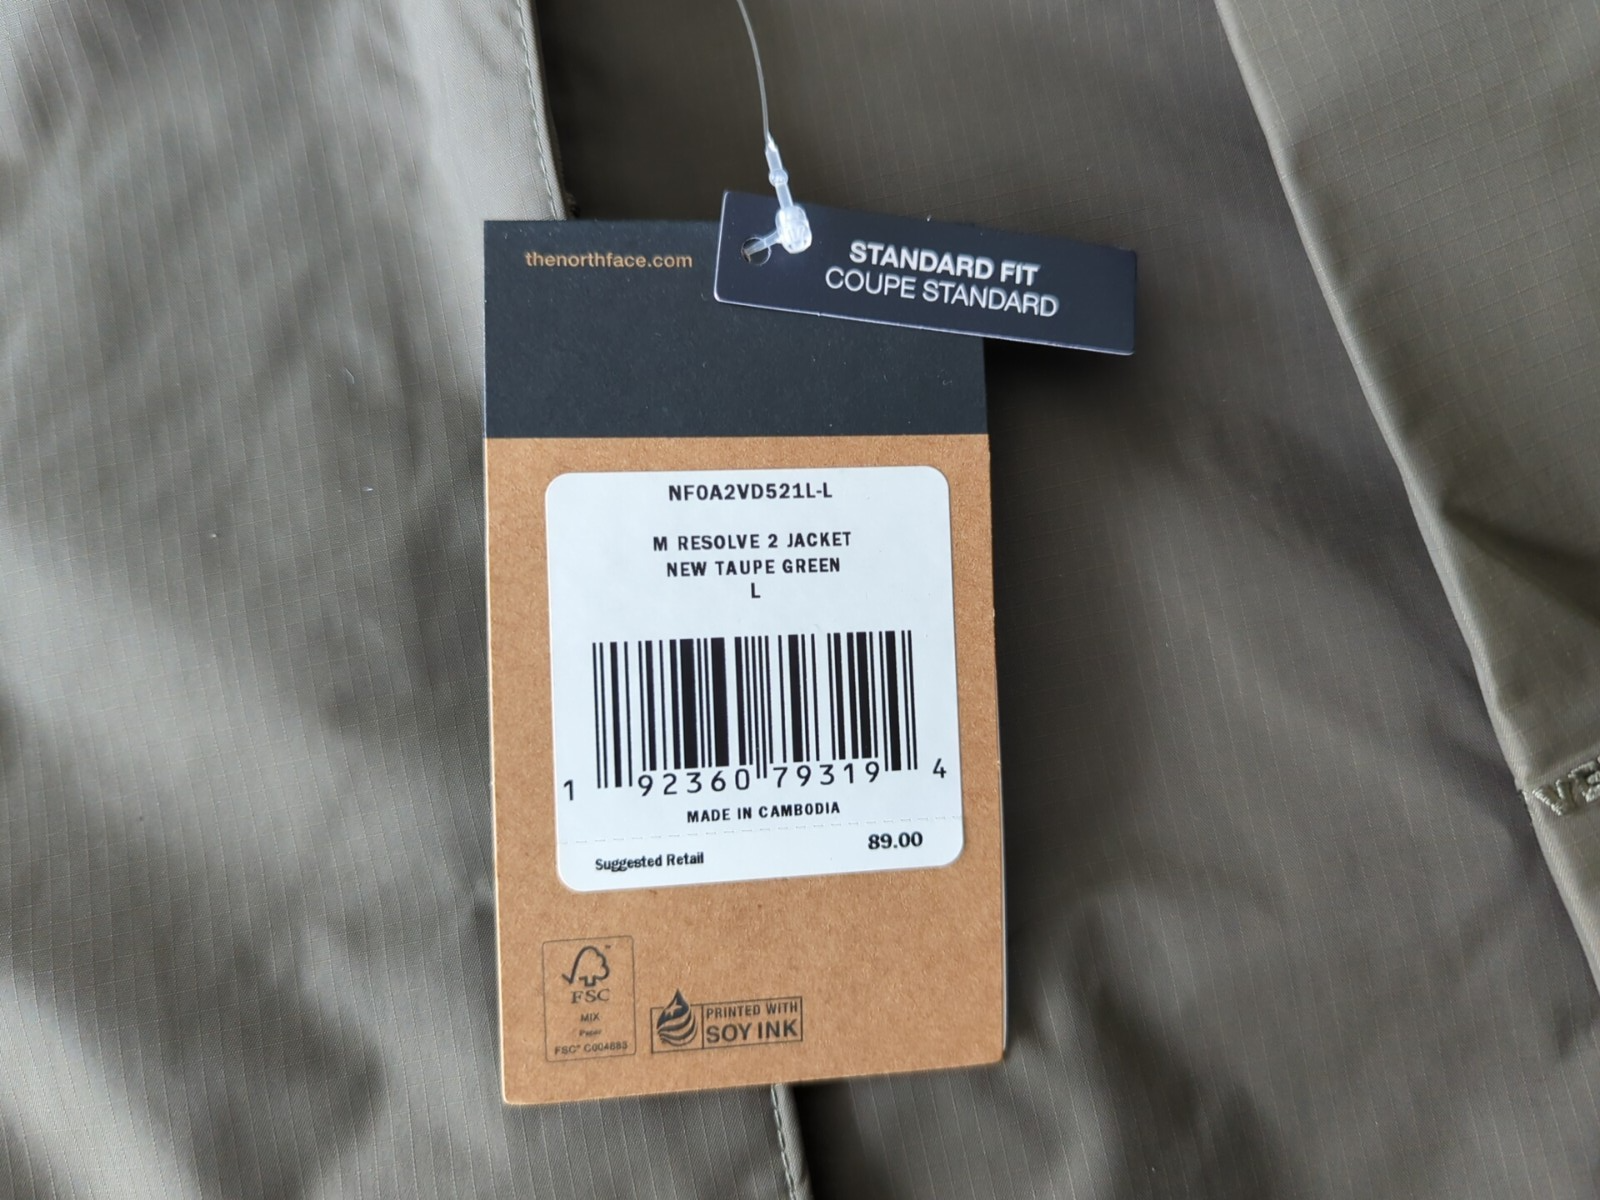 thenorthface.com
STANDARD FIT
COUPE STANDARD
NF0A2VD521L-L
M RESOLVE 2 JACKET
NEW TAUPE GREEN
L
1 92360 79319 4
MADE IN CAMBODIA
Suggested Retail 89.00
FSC
MIX
Paper
FSC® C004885
PRINTED WITH
SOY INK